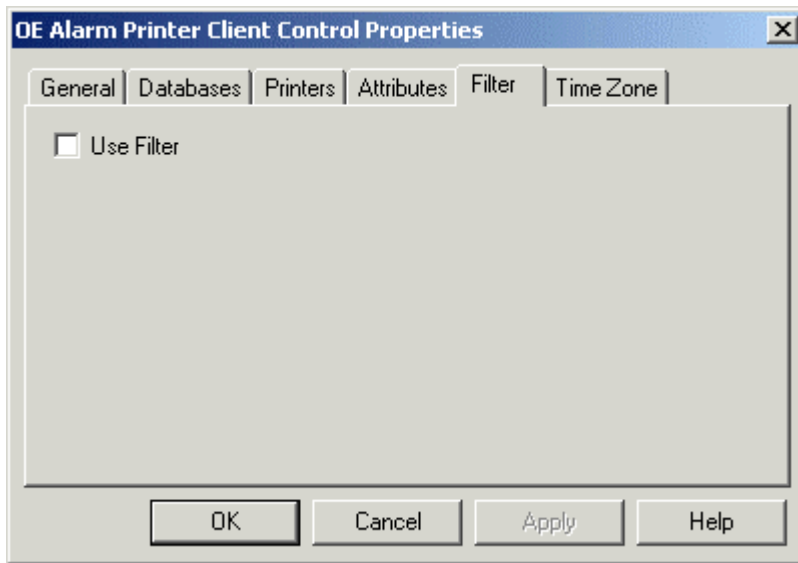 OE Alarm Printer Client Control Properties
General Databases Printers Attributes Filter Time Zone
Use Filter
OK Cancel Apply Help